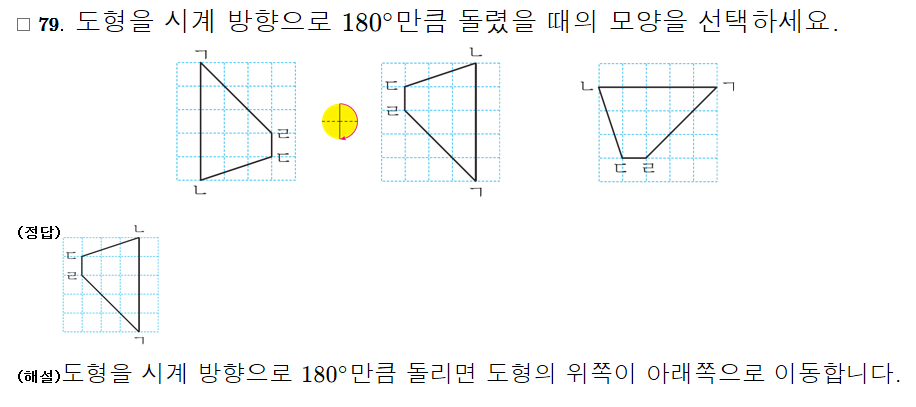 □ 79. 도형을 시계 방향으로 180°만큼 돌렸을 때의 모양을 선택하세요.
ㄱ ㄹ ㄷ ㄴ
ㄴ ㄷ ㄹ ㄱ
ㄴ ㄱ ㄷ ㄹ
(정답)
ㄴ ㄷ ㄹ ㄱ
(해설)도형을 시계 방향으로 180°만큼 돌리면 도형의 위쪽이 아래쪽으로 이동합니다.